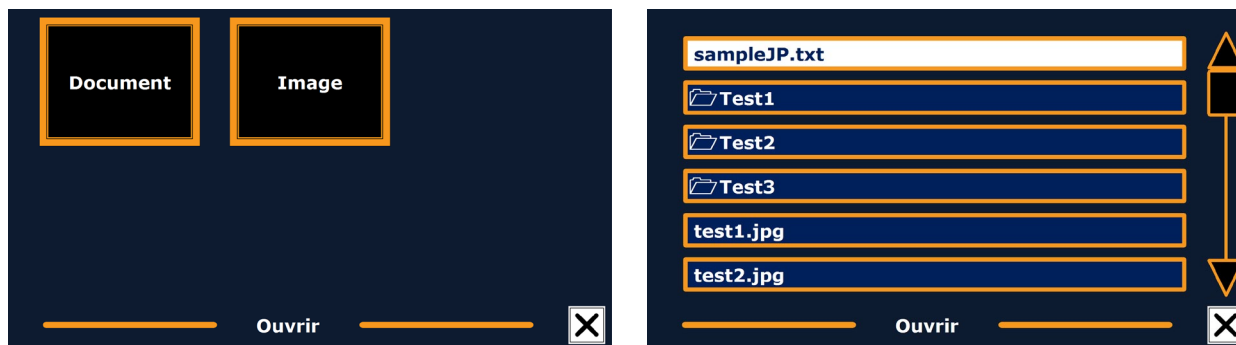 Document
Image
Ouvrir
sampleJP.txt
Test1
Test2
Test3
test1.jpg
test2.jpg
Ouvrir